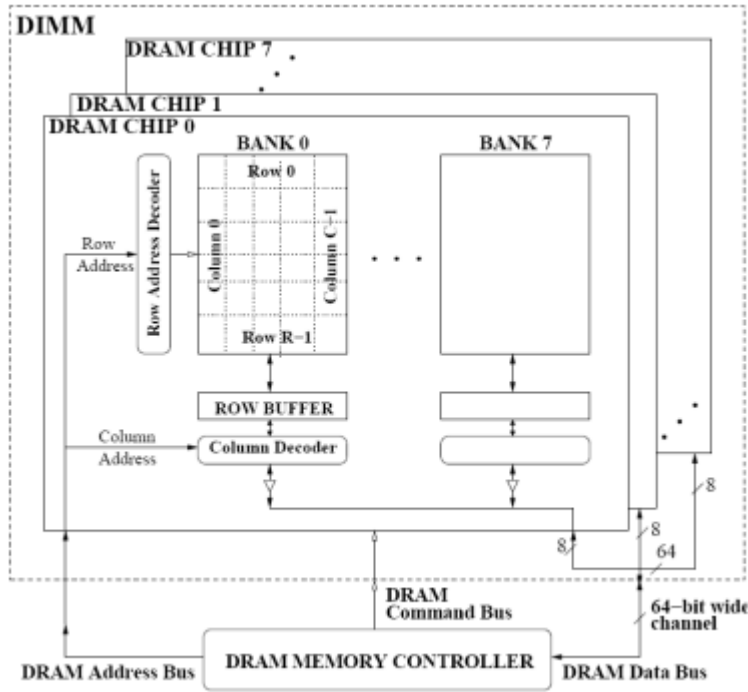 DIMM
DRAM CHIP 7
DRAM CHIP 1
DRAM CHIP 0
BANK 0
BANK 7
Row 0
Row Address Decoder
Column 0
Column C−1
Row
Address
Row R−1
ROW BUFFER
Column
Address
Column Decoder
8
8
8
64
DRAM
Command Bus
64−bit wide
channel
DRAM Address Bus
DRAM MEMORY CONTROLLER
DRAM Data Bus